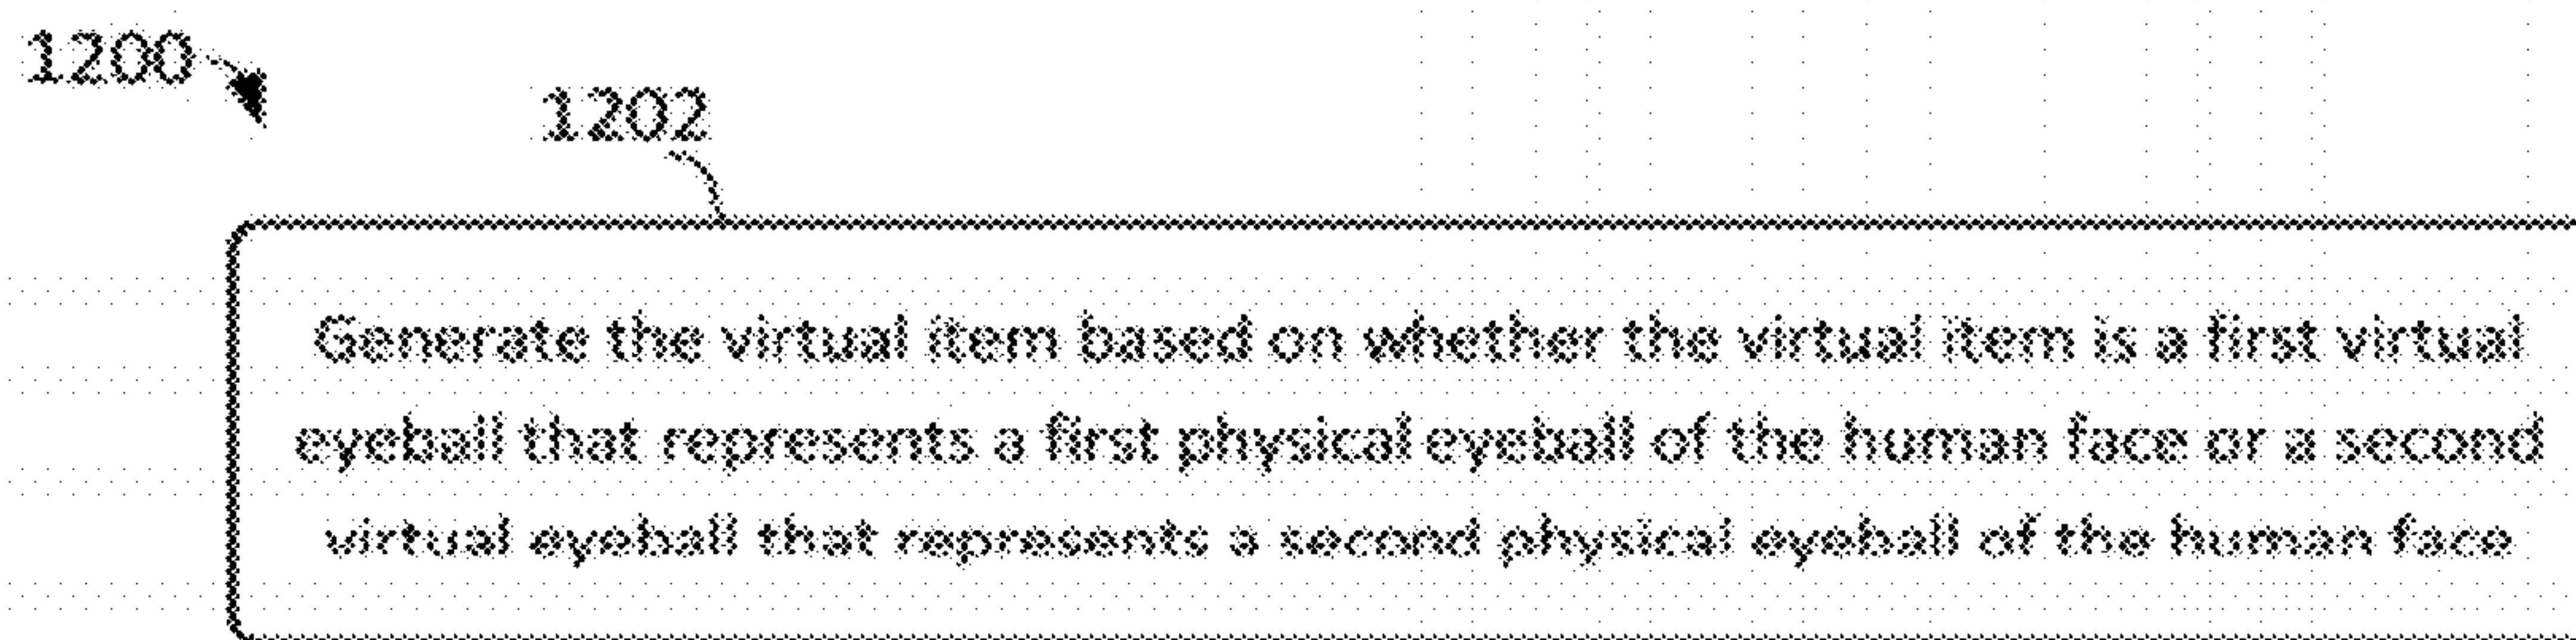 1200
1202
Generate the virtual item based on whether the virtual item is a first virtual
eyeball that represents a first physical eyeball of the human face or a second
virtual eyeball that represents a second physical eyeball of the human face